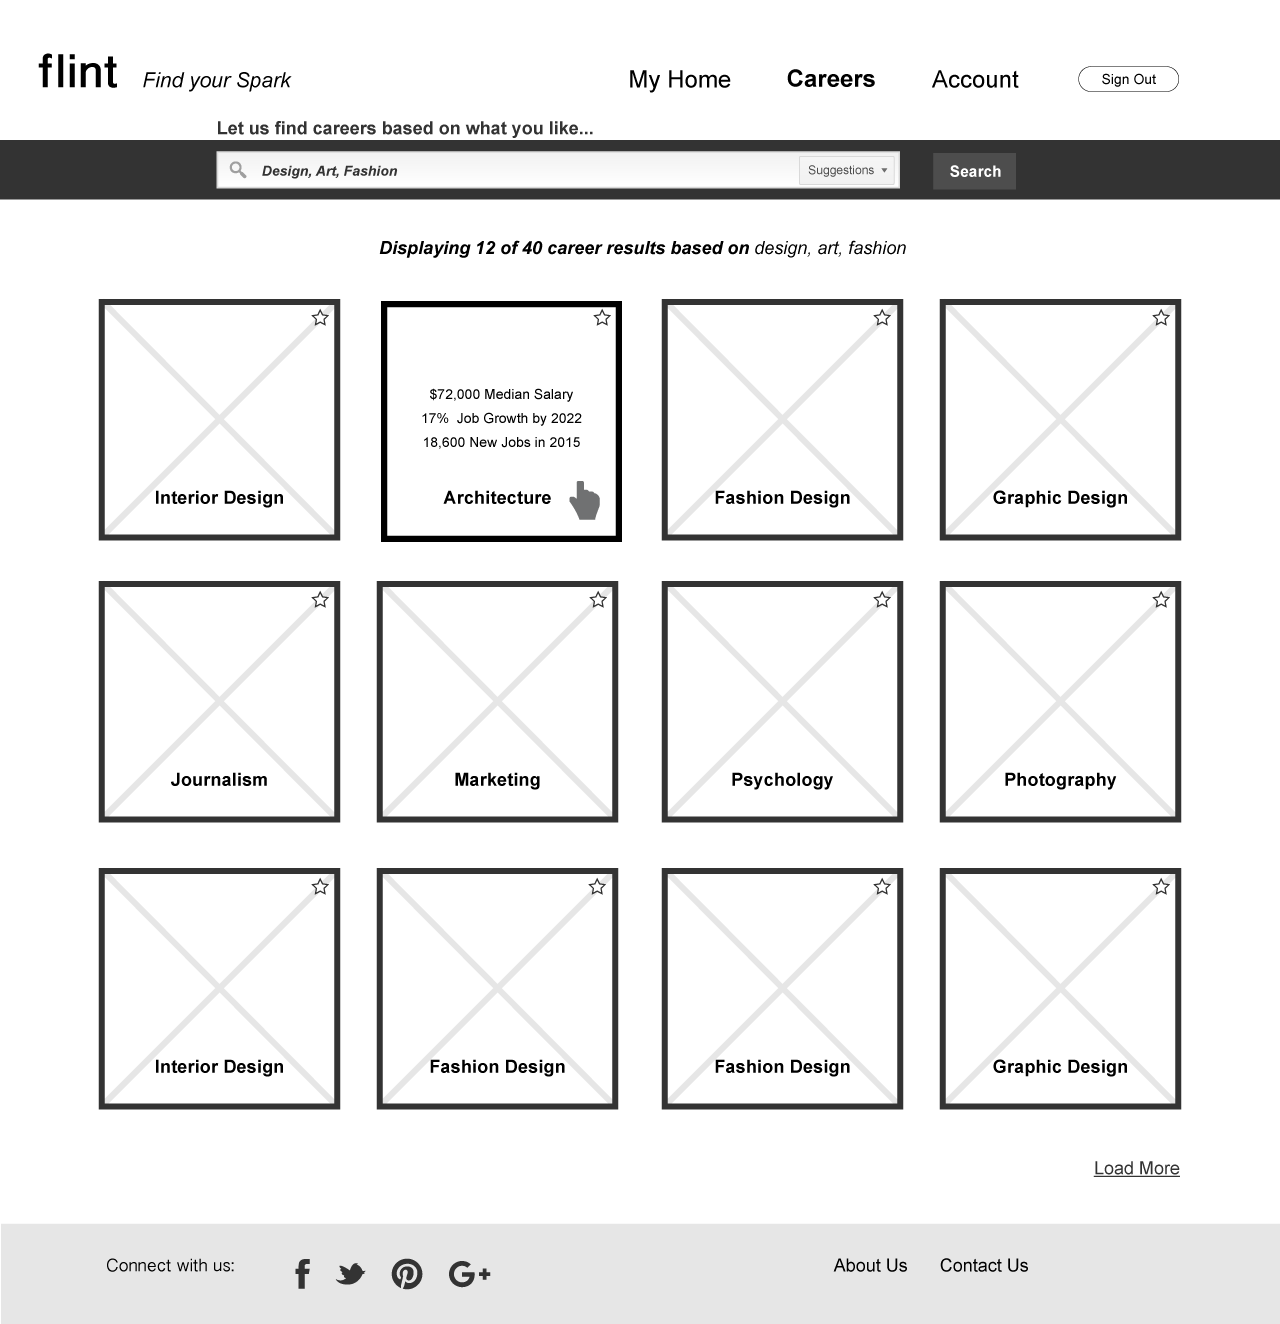 flint Find your Spark My Home Careers Account Sign Out
Let us find careers based on what you like...
Design, Art, Fashion Suggestions Search
Displaying 12 of 40 career results based on design, art, fashion
$72,000 Median Salary
17% Job Growth by 2022
18,600 New Jobs in 2015
Interior Design Architecture Fashion Design Graphic Design
Journalism Marketing Psychology Photography
Interior Design Fashion Design Fashion Design Graphic Design
Load More
Connect with us: About Us Contact Us